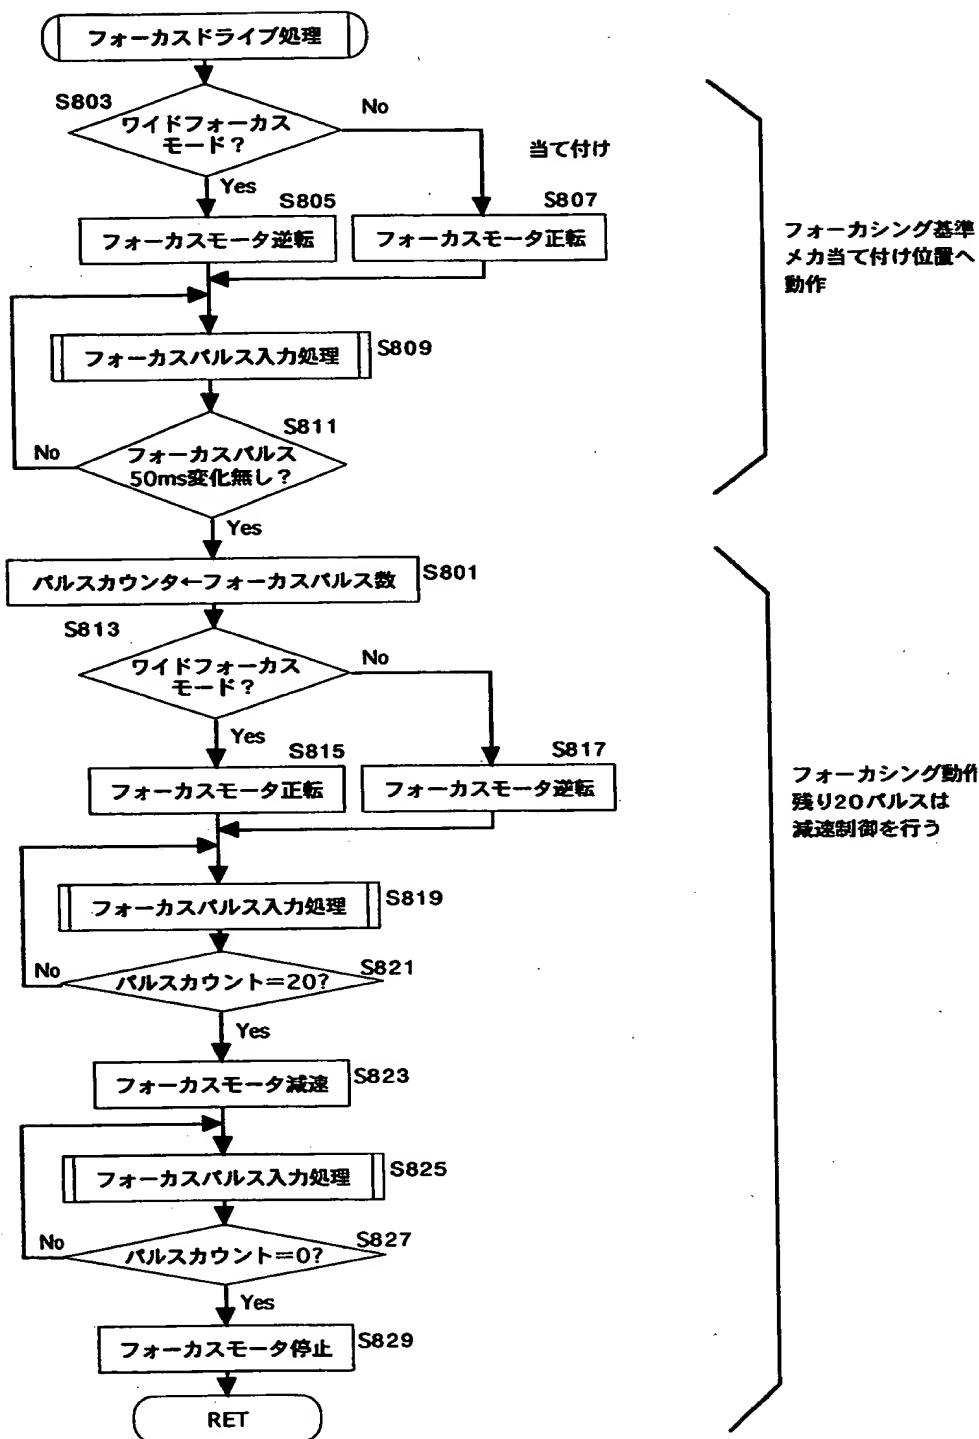 フォーカスドライブ処理
S803
No
ワイドフォーカス
モード？
当て付け
Yes
S805
S807
フォーカスモータ逆転
フォーカスモータ正転
フォーカシング基準
メカ当て付け位置へ
動作
フォーカスパルス入力処理
S809
S811
No
フォーカスパルス
50ms変化無し？
Yes
パルスカウンタ←フォーカスパルス数
S801
S813
No
ワイドフォーカス
モード？
Yes
S815
S817
フォーカスモータ正転
フォーカスモータ逆転
フォーカシング動作
残り20パルスは
減速制御を行う
フォーカスパルス入力処理
S819
No
S821
パルスカウント＝20?
Yes
フォーカスモータ減速
S823
フォーカスパルス入力処理
S825
No
S827
パルスカウント＝0?
Yes
フォーカスモータ停止
S829
RET